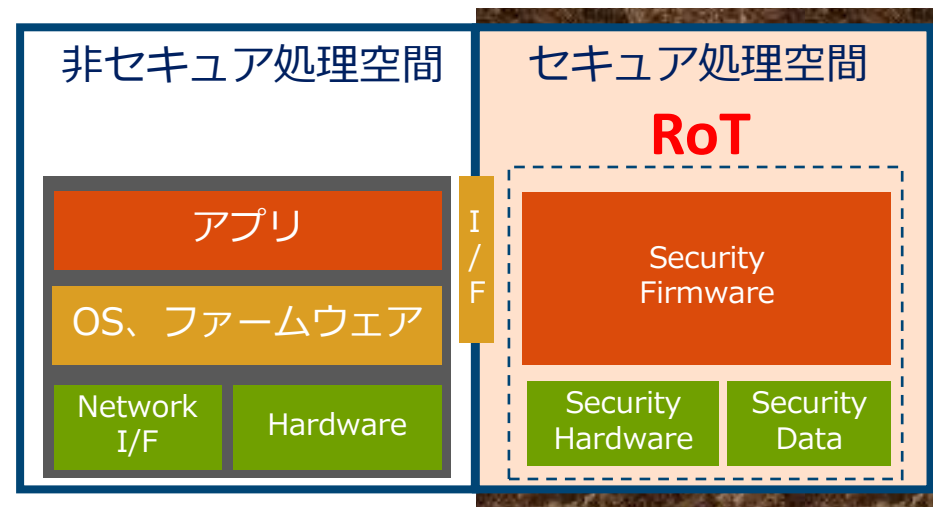 非セキュア処理空間
アプリ
OS、ファームウェア
Network
I/F
Hardware
I
/
F
セキュア処理空間
RoT
Security
Firmware
Security
Hardware
Security
Data